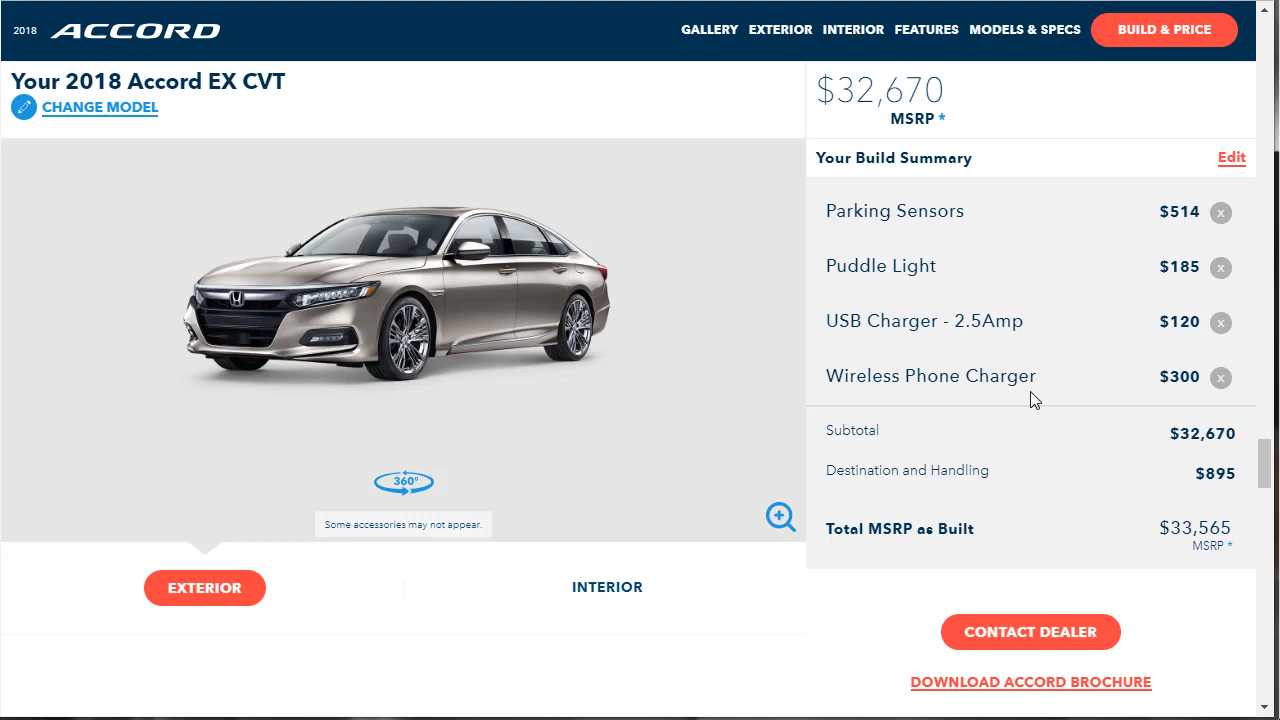 2018 ACCORD GALLERY EXTERIOR INTERIOR FEATURES MODELS & SPECS BUILD & PRICE
Your 2018 Accord EX CVT
CHANGE MODEL
360°
Some accessories may not appear.
EXTERIOR INTERIOR
$32,670
MSRP *
Your Build Summary Edit
Parking Sensors $514 x
Puddle Light $185 x
USB Charger - 2.5Amp $120 x
Wireless Phone Charger $300 x
Subtotal $32,670
Destination and Handling $895
Total MSRP as Built $33,565
MSRP *
CONTACT DEALER
DOWNLOAD ACCORD BROCHURE